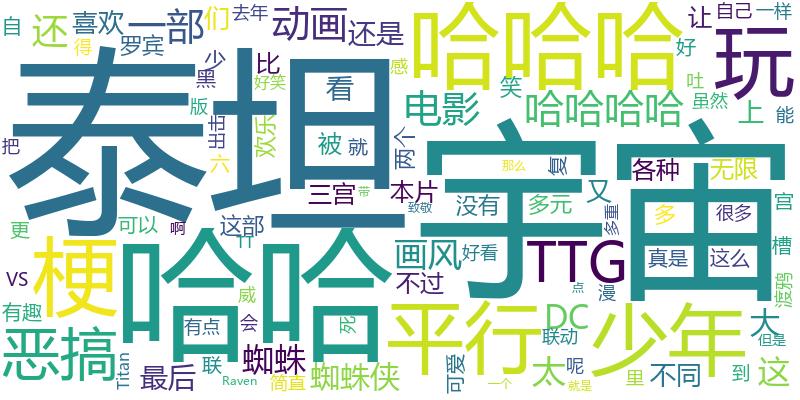 自 还 喜欢 一部 们 去年 动画 哈哈哈 让 自己 一样
得 罗宾 少 还是 好 玩
黑 比 好笑 感 笑 吐
泰坦 看 电影 哈哈哈哈 虽然 上 能
版 出击 欢乐 被 就 两个 宇宙
把 六 三宫 本片 复 各种 无限
更 可以 啊 这部 带 致敬 没有 那么 多元 又 多 很多 宫
梗 哈哈 TT 画风 好看 TTG 多重 真是 这么 槽
vs 有趣 威 不过 点 漫 波鸦
恶搞 有点 会 死 平行 DC 少年 大 但是
Titan 联 蜘蛛 联动 这
最后 简直 蜘蛛侠 可爱 太 呢 里 不同 到
Raven 一个 就是